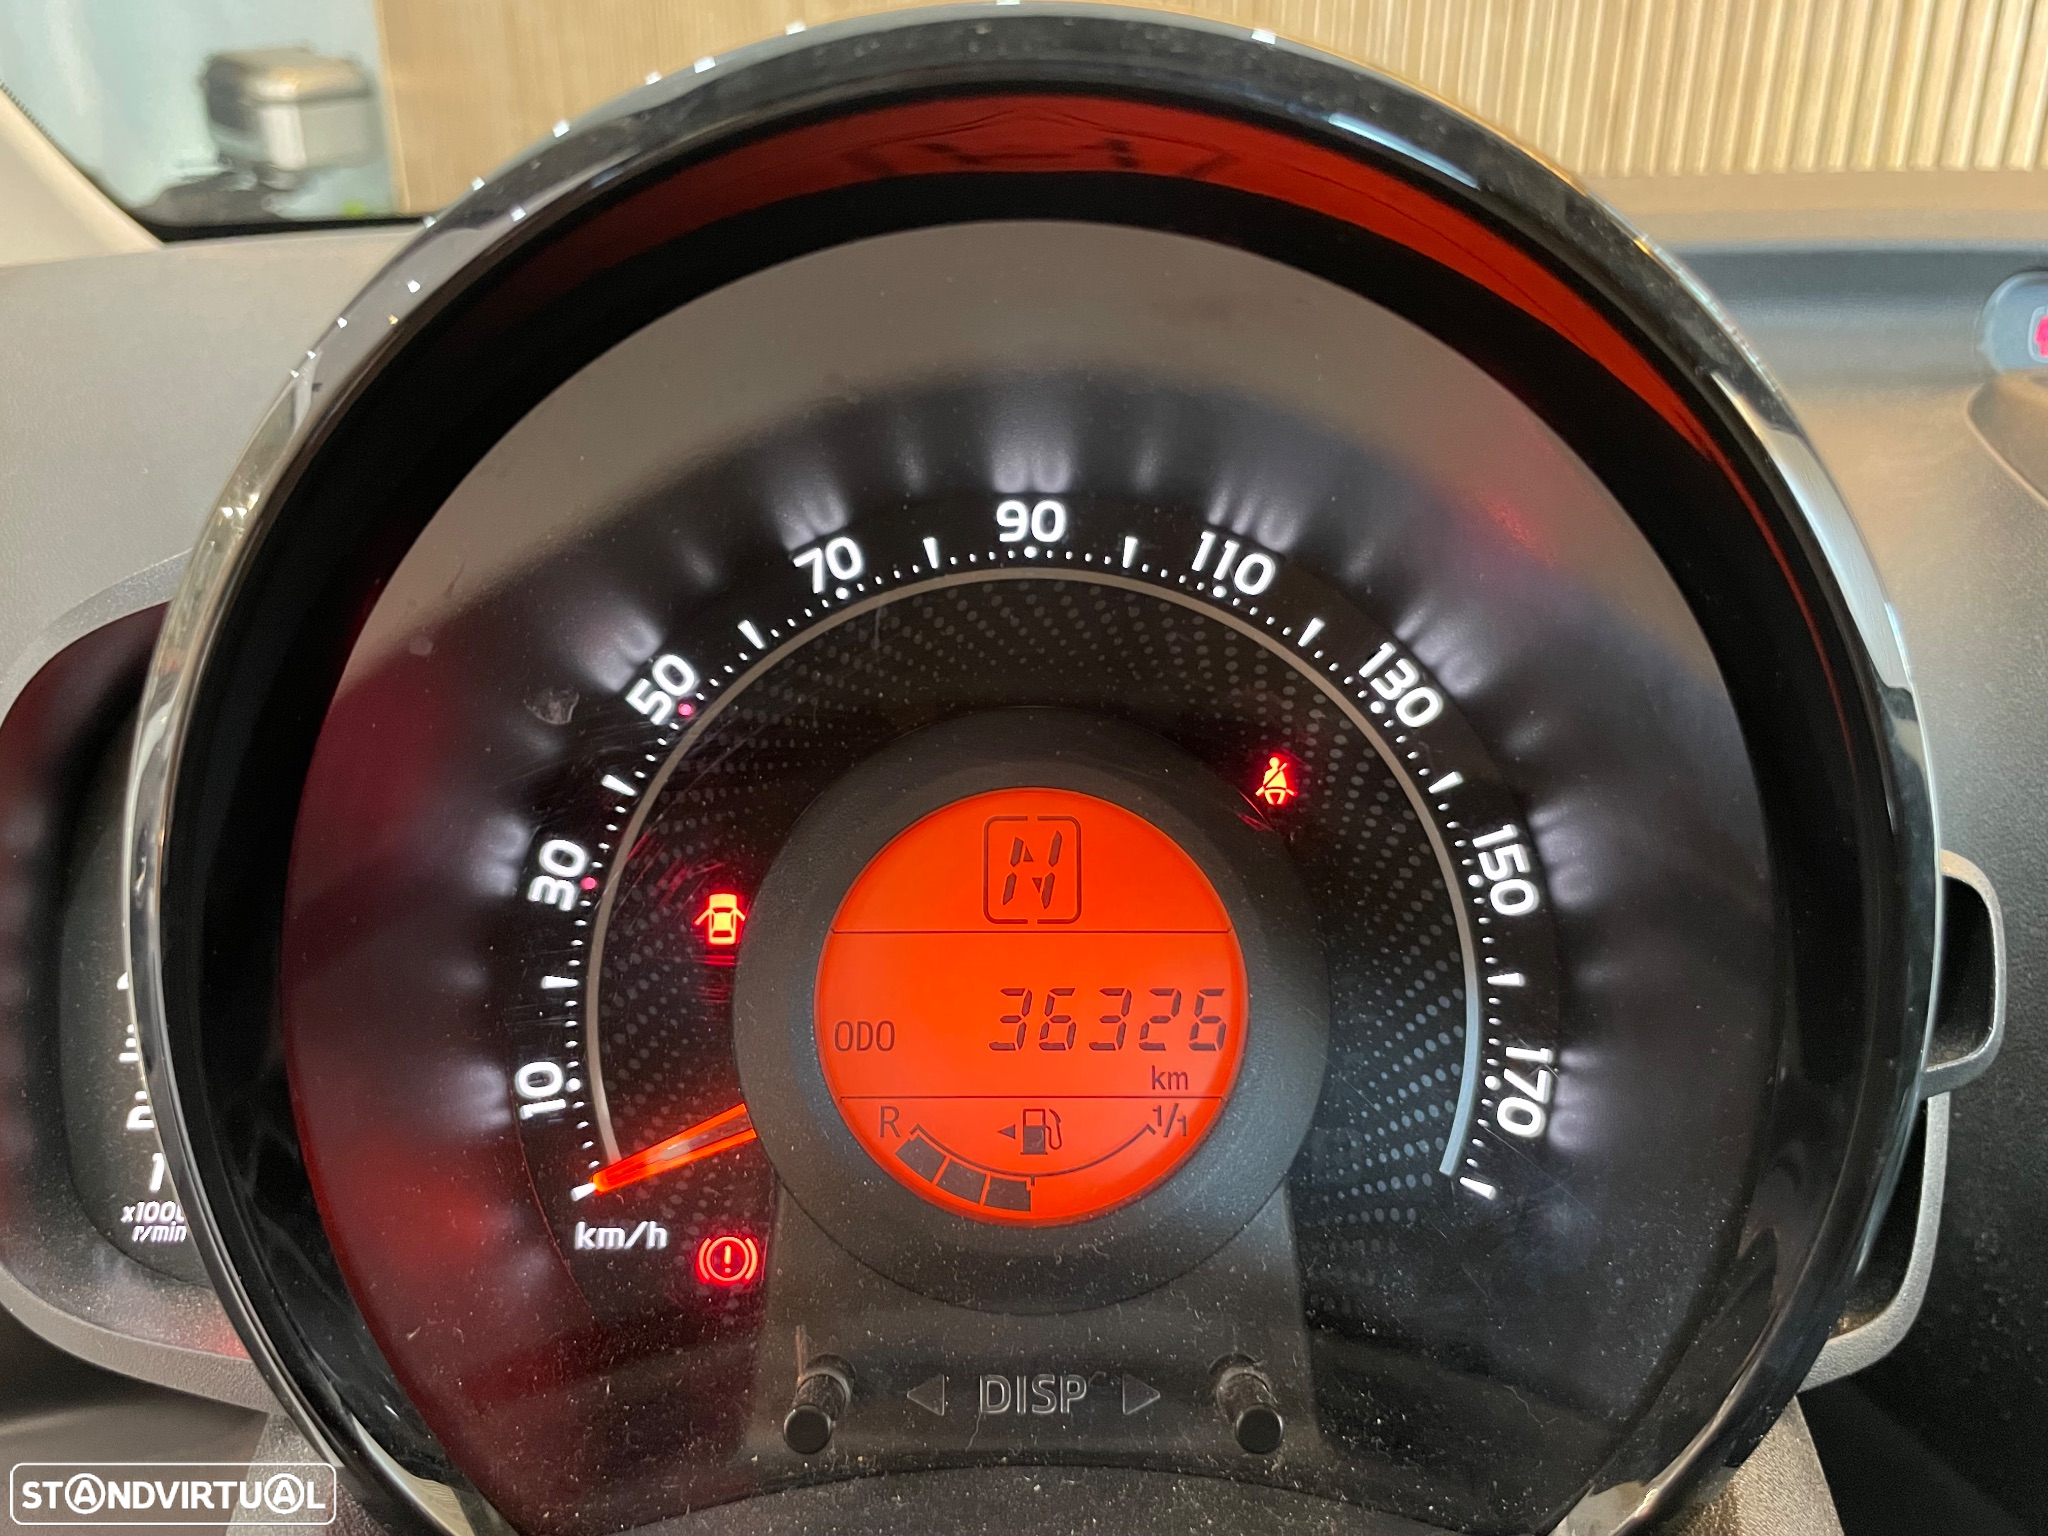 90
70
110
50
130
30
150
10
170
N
ODO 36326
km
R 1/1
km/h
1
x1000
r/min
DISP
STANDVIRTUAL